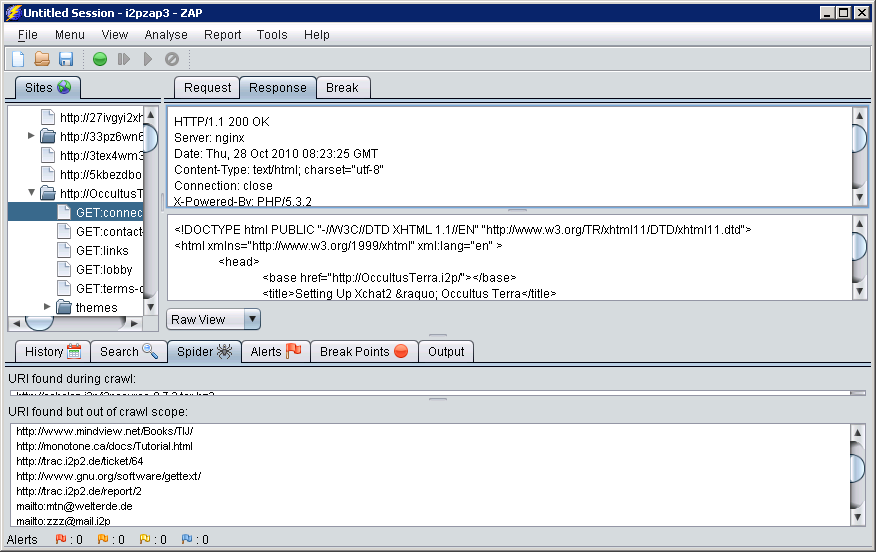 Untitled Session - i2pzap3 - ZAP
File Menu View Analyse Report Tools Help
Sites
http://27ivgyi2xh
http://33pz6wn6
http://3tex4wm3
http://5kbezdbo
http://OccultusT
GET:connec
GET:contact-
GET:links
GET:lobby
GET:terms-c
themes
Request Response Break
HTTP/1.1 200 OK
Server: nginx
Date: Thu, 28 Oct 2010 08:23:25 GMT
Content-Type: text/html; charset="utf-8"
Connection: close
X-Powered-By: PHP/5.3.2
<!DOCTYPE html PUBLIC "-//W3C//DTD XHTML 1.1//EN" "http://www.w3.org/TR/xhtml11/DTD/xhtml11.dtd">
<html xmlns="http://www.w3.org/1999/xhtml" xml:lang="en" >
<head>
<base href="http://OccultusTerra.i2p/"></base>
<title>Setting Up Xchat2 &raquo; Occultus Terra</title>
Raw View
History Search Spider Alerts Break Points Output
URI found during crawl:
URI found but out of crawl scope:
http://www.mindview.net/Books/TIJ/
http://monotone.ca/docs/Tutorial.html
http://trac.i2p2.de/ticket/64
http://www.gnu.org/software/gettext/
http://trac.i2p2.de/report/2
mailto:mtn@welterde.de
mailto:zzz@mail.i2p
Alerts : 0 : 0 : 0 : 0